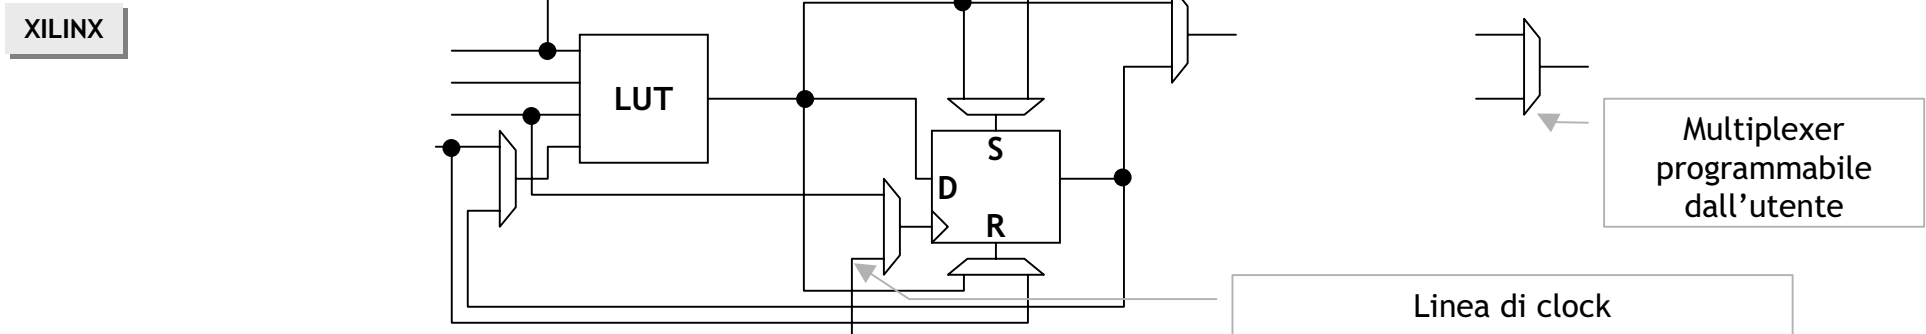 XILINX
LUT
S
D
R
Multiplexer
programmabile
dall'utente
Linea di clock